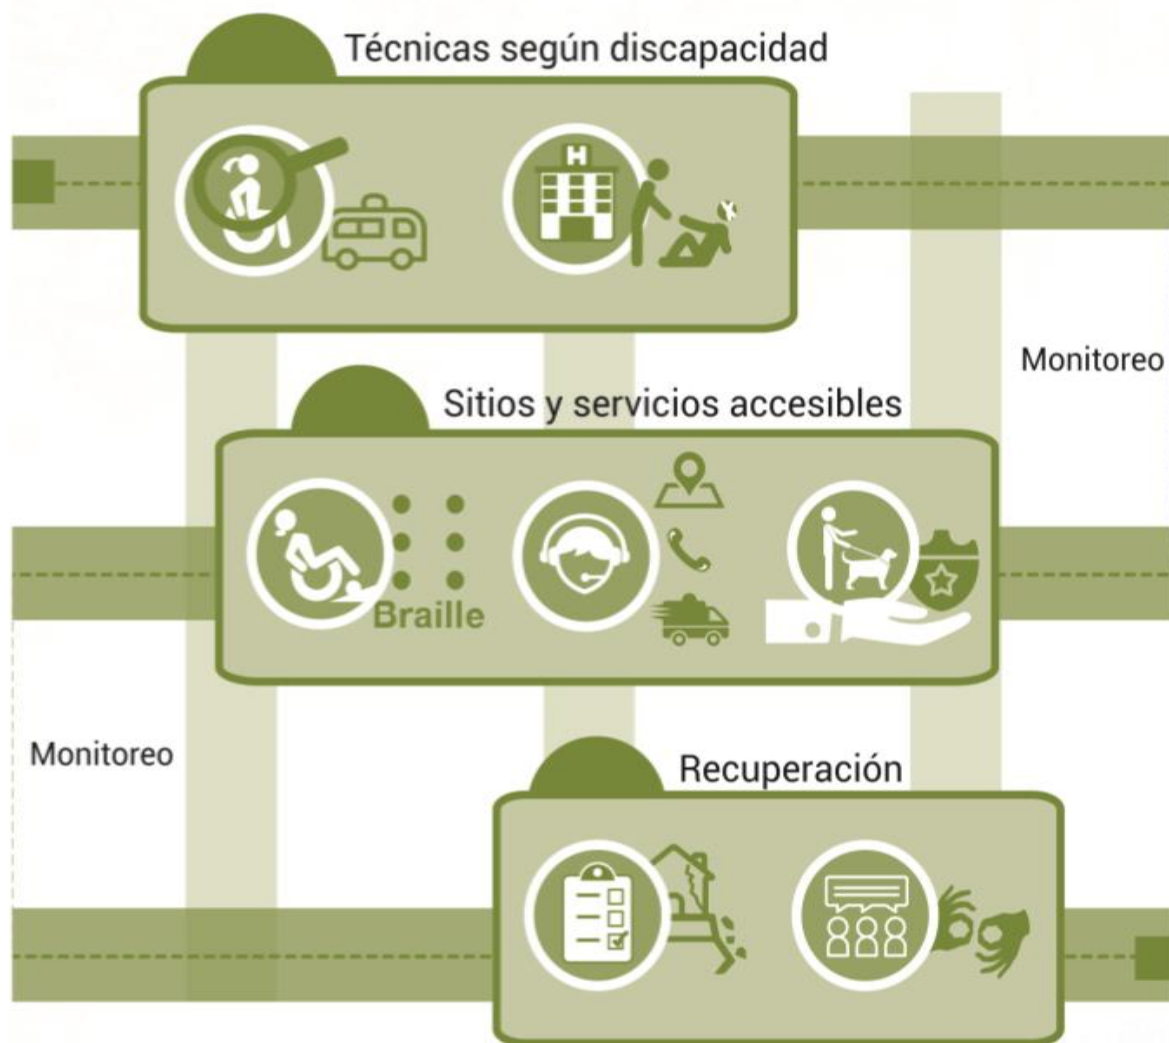 Técnicas según discapacidad
H
Monitoreo
Sitios y servicios accesibles
Braille
Monitoreo
Recuperación